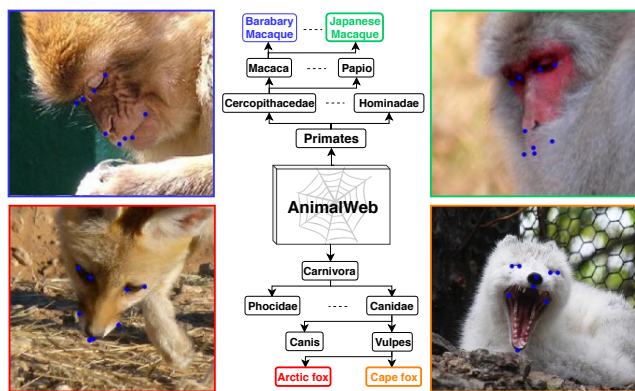 Barabary
Macaque
Japanese
Macaque
Macaca
Papio
Cercopithacedae
Hominadae
Primates
AnimalWeb
Carnivora
Phocidae
Canidae
Canis
Vulpes
Arctic fox
Cape fox